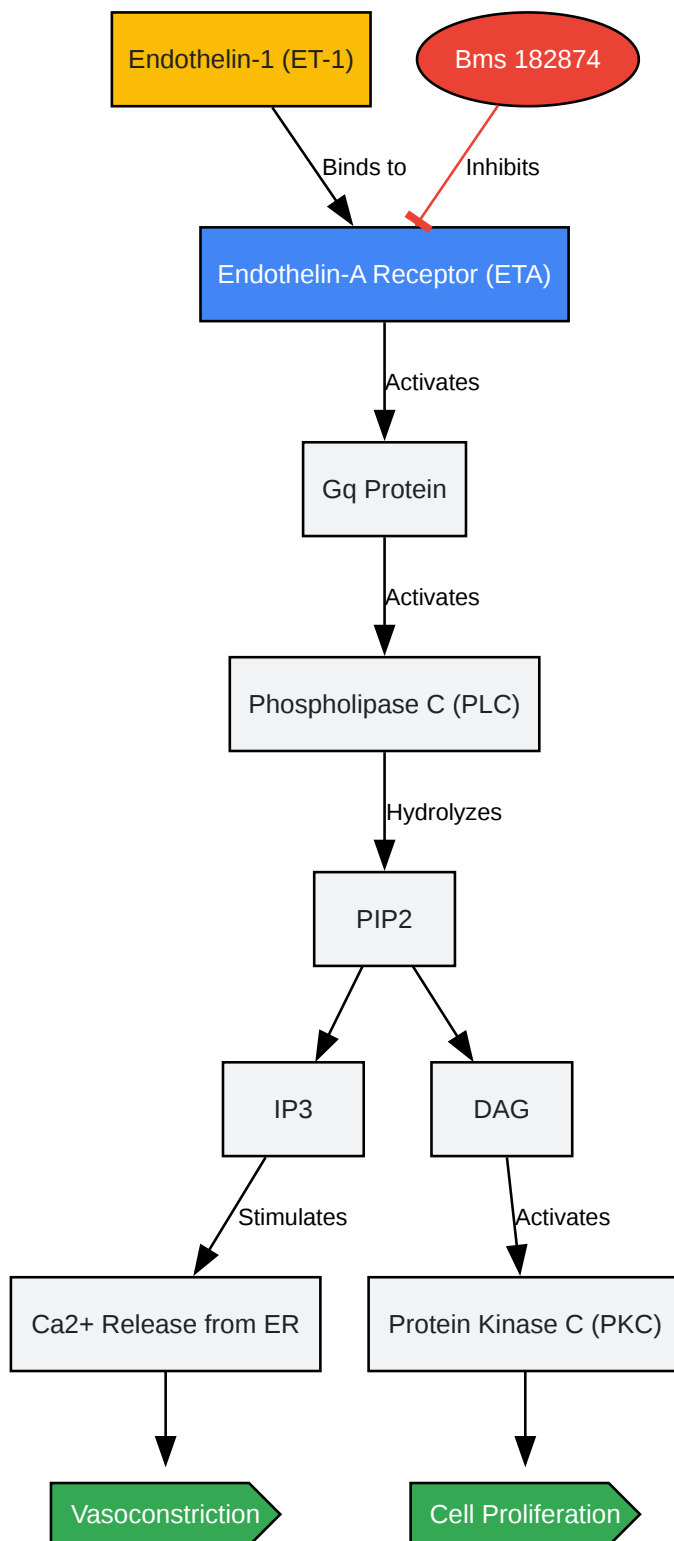 Endothelin-1 (ET-1)
Bms 182874
Binds to
Inhibits
Endothelin-A Receptor (ETA)
Activates
Gq Protein
Activates
Phospholipase C (PLC)
Hydrolyzes
PIP2
IP3
DAG
Stimulates
Activates
Ca2+ Release from ER
Protein Kinase C (PKC)
Vasoconstriction
Cell Proliferation